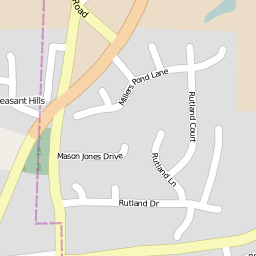 Road
Millers Pond Lane
easant Hills
Rutland Court
Mason Jones Drive
Rutland Ln
Rutland Dr